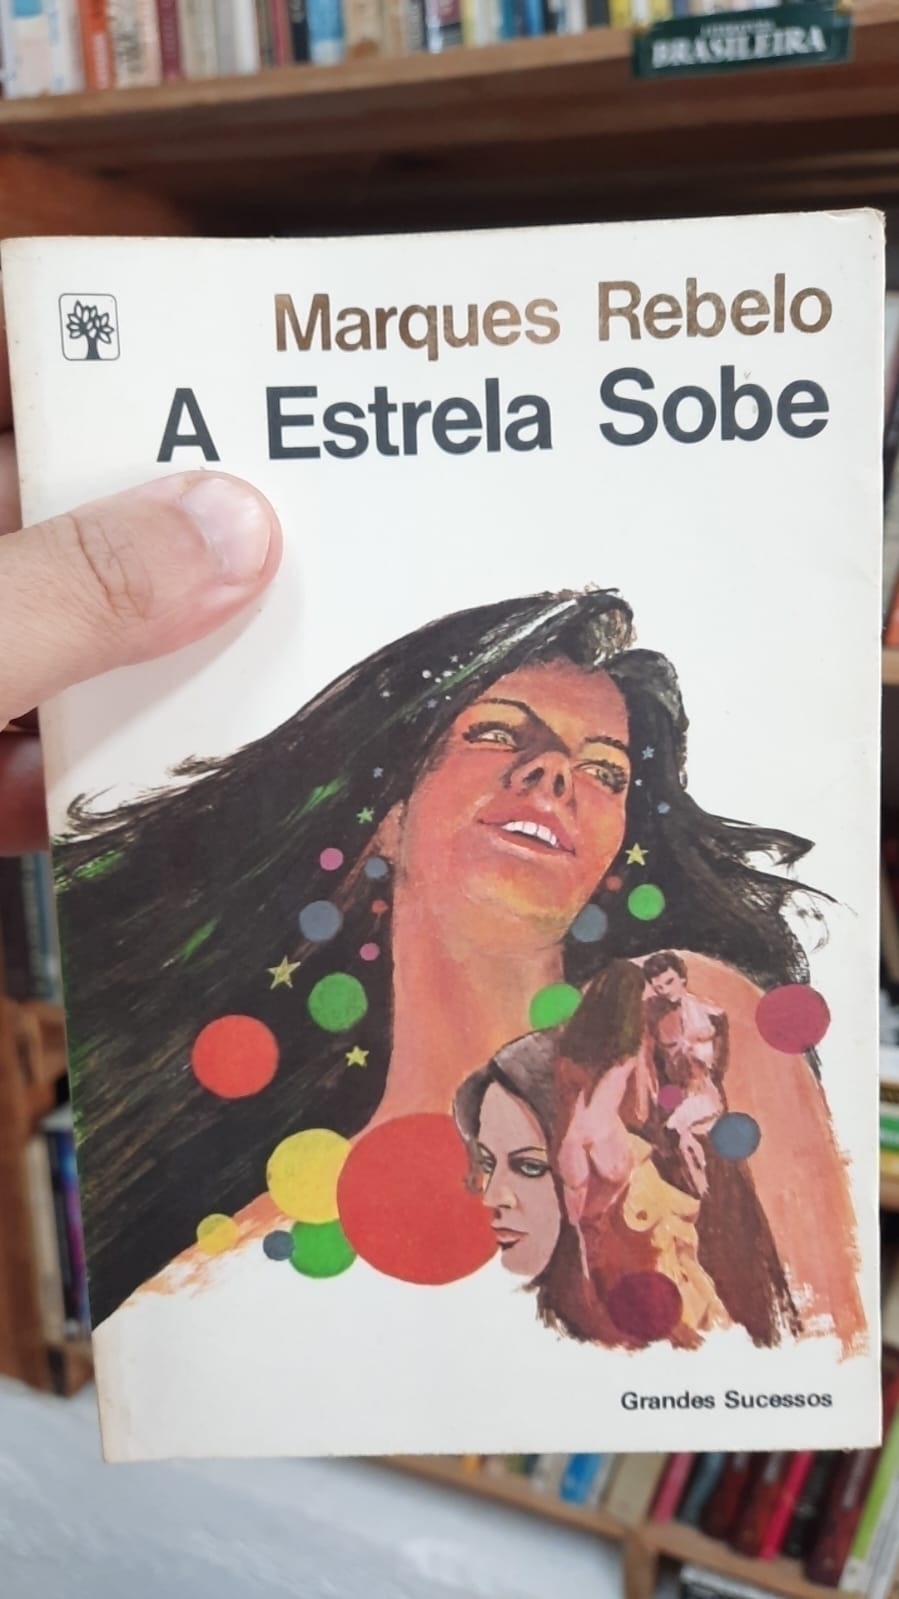 BRASILEIRA
Marques Rebelo
A Estrela Sobe
Grandes Sucessos